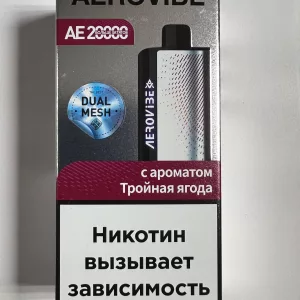 AEROVIBE
AE 20000
DUAL
MESH
AEROVIBE
с ароматом
Тройная ягода
Никотин
вызывает
зависимость